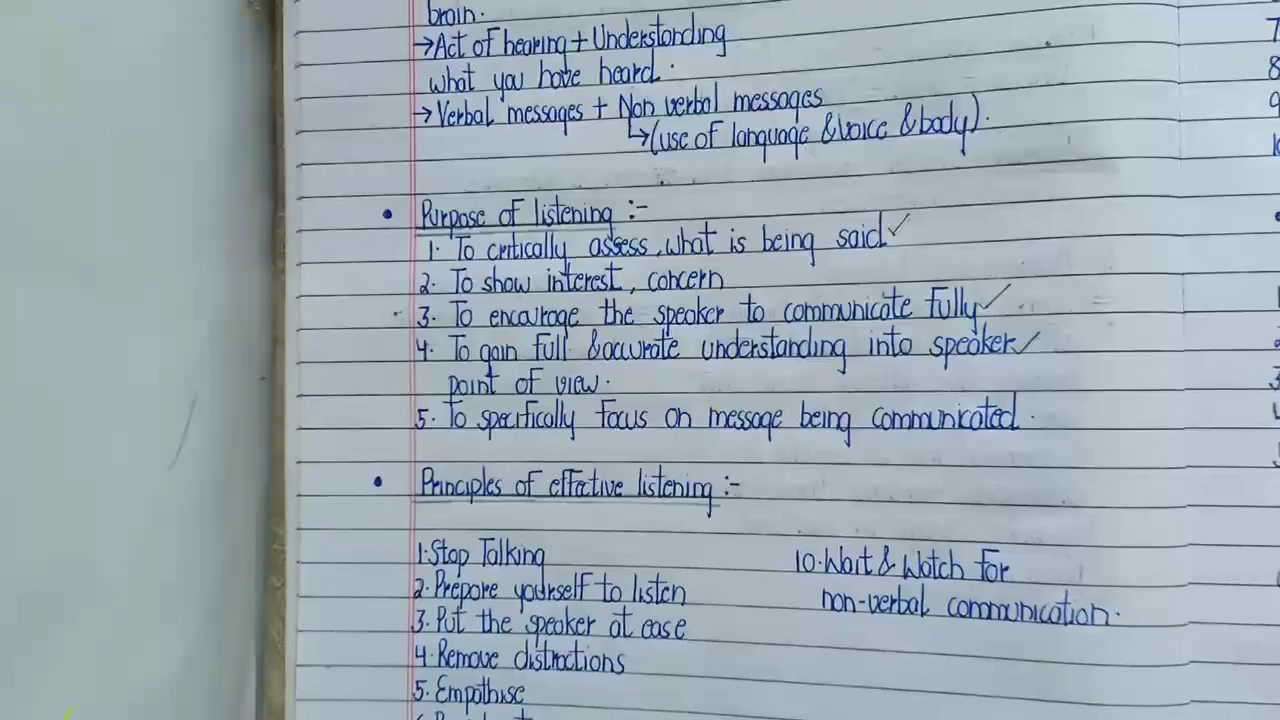 brain.
→Act of hearing + Understanding
what you have heard.
→Verbal messages + Non verbal messages
↳(use of language & voice & body).
• Purpose of listening :-
1. To critically assess, what is being said ✓
2. To show interest, concern
3. To encourage the speaker to communicate fully ✓
4. To gain full & accurate understanding into speaker ✓
point of view.
5. To specifically focus on message being communicated.
• Principles of effective listening :-
1. Stop Talking
2. Prepare yourself to listen
3. Put the speaker at ease
4. Remove distractions
5. Empathise
10. Wait & Watch for
non-verbal communication.
7
8
9